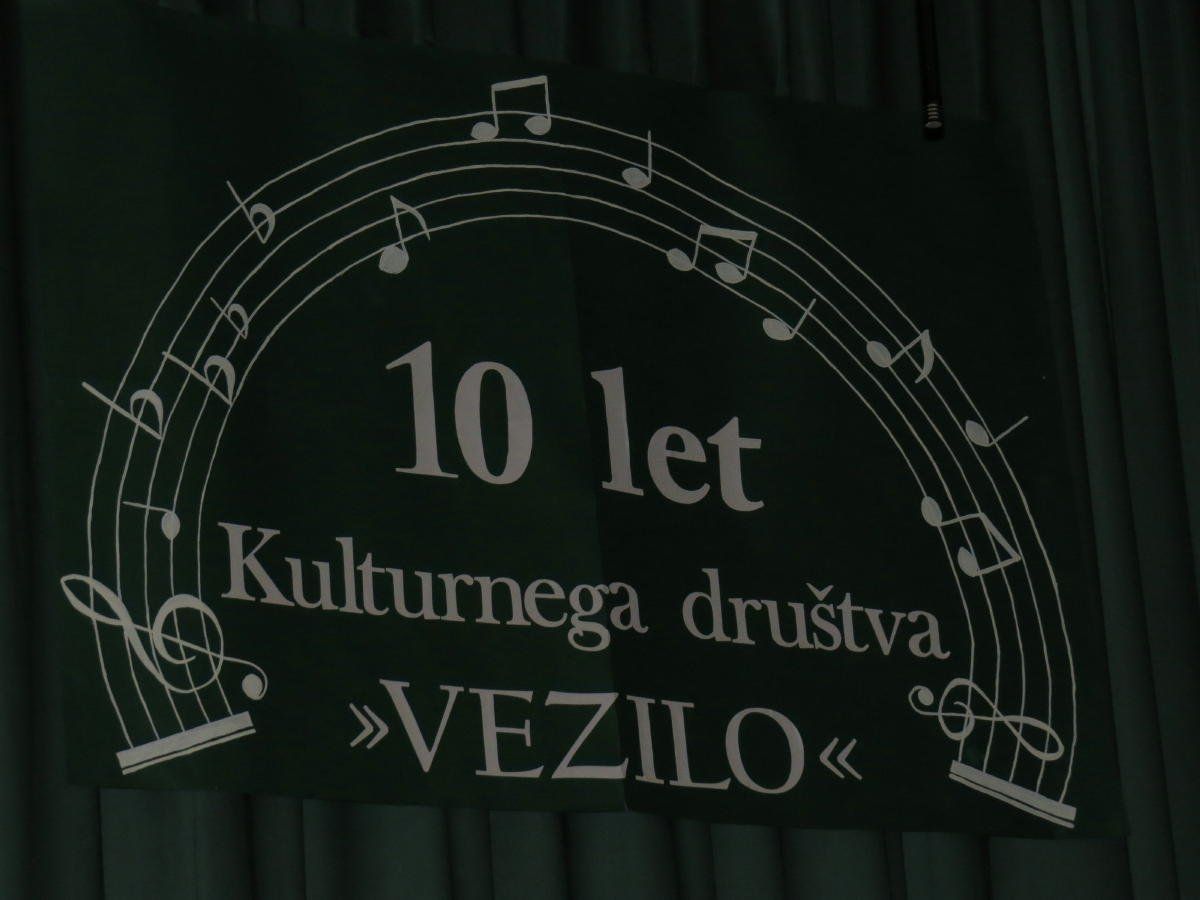 10 let
Kulturnega društva
»VEZILO«